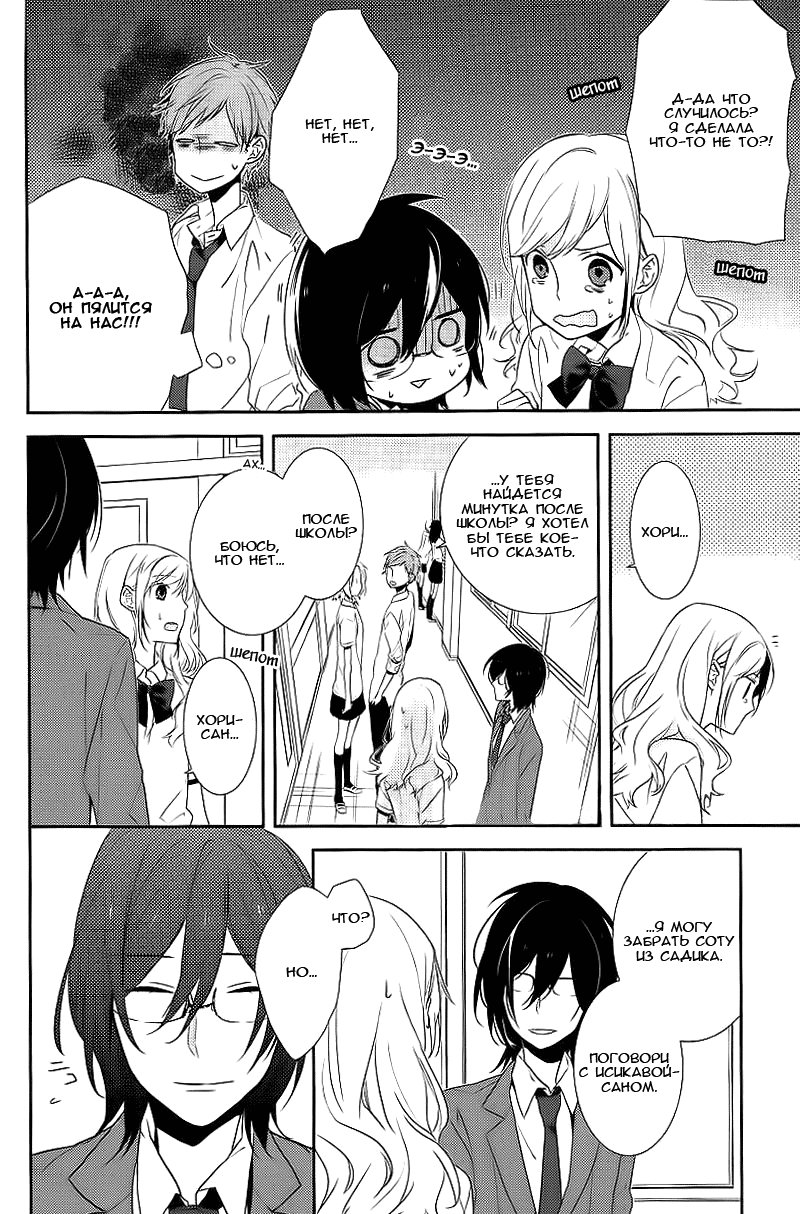 шепот
Д-ДА ЧТО
СЛУЧИЛОСЬ?
Я СДЕЛАЛА
ЧТО-ТО НЕ ТО?!
шепот
НЕТ, НЕТ,
НЕТ...
Э-Э-Э...
А-А-А,
ОН ПЯЛИТСЯ
НА НАС!!!
ХОРИ...
...У ТЕБЯ
НАЙДЕТСЯ
МИНУТКА ПОСЛЕ
ШКОЛЫ? Я ХОТЕЛ
БЫ ТЕБЕ КОЕ-
ЧТО СКАЗАТЬ.
АХ...
ПОСЛЕ
ШКОЛЫ?
БОЮСЬ,
ЧТО НЕТ...
шепот
ХОРИ-
САН...
...Я МОГУ
ЗАБРАТЬ СОТУ
ИЗ САДИКА.
ПОГОВОРИ
С ИСИКАВОЙ-
САНОМ.
ЧТО?
НО...